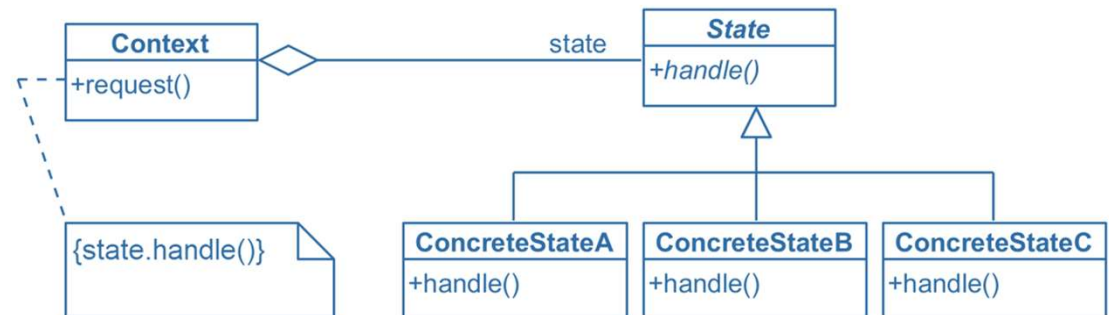 Context
+request()
state
State
+handle()
{state.handle()}
ConcreteStateA
+handle()
ConcreteStateB
+handle()
ConcreteStateC
+handle()